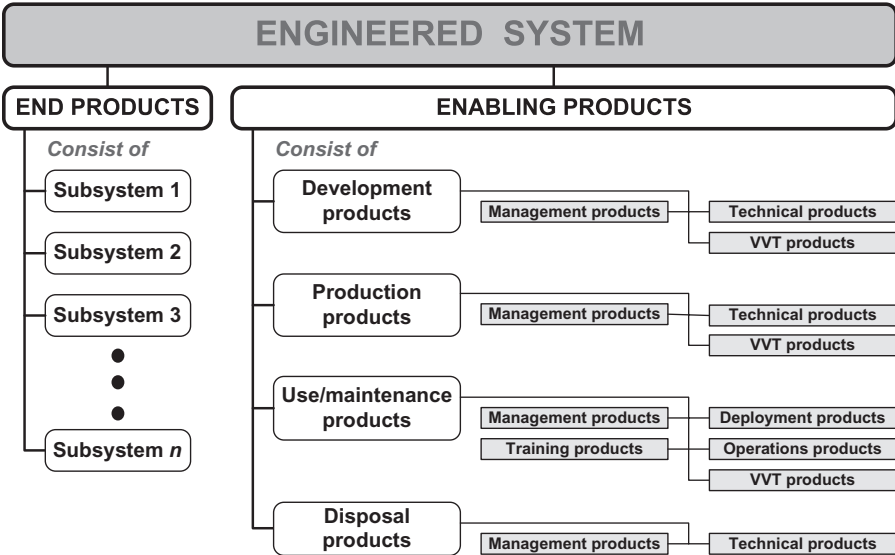 ENGINEERED SYSTEM
END PRODUCTS
Consist of
Subsystem 1
Subsystem 2
Subsystem 3
Subsystem n
ENABLING PRODUCTS
Consist of
Development
products
Management products
Technical products
VVT products
Production
products
Management products
Technical products
VVT products
Use/maintenance
products
Management products
Deployment products
Training products
Operations products
VVT products
Disposal
products
Management products
Technical products